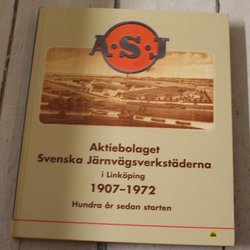 A.S.J
Aktiebolaget
Svenska Järnvägsverkstäderna
i Linköping
1907-1972
Hundra år sedan starten